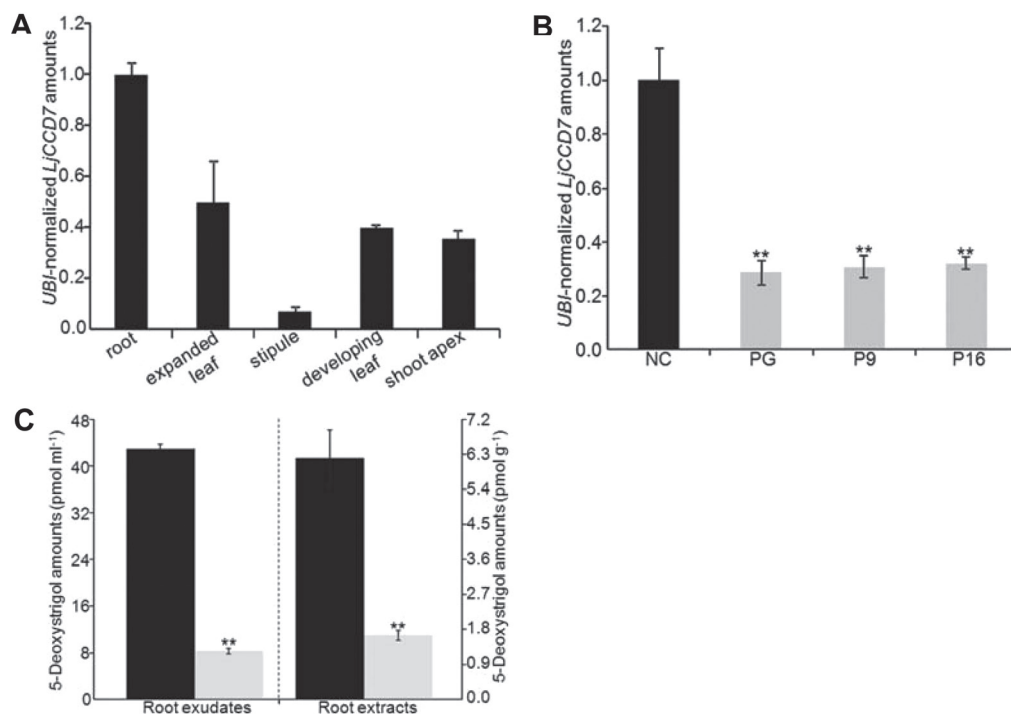 A
UBI-normalized LjCCD7 amounts
1.2
1.0
0.8
0.6
0.4
0.2
0.0
root
expanded
leaf
stipule
developing
leaf
shoot apex
B
UBI-normalized LjCCD7 amounts
1.2
1.0
0.8
0.6
0.4
0.2
0.0
**
**
**
NC
PG
P9
P16
C
5-Deoxystrigol amounts (pmol ml-1)
48
40
32
24
16
8
0
**
**
7.2
6.3
5.4
4.5
3.6
2.7
1.8
0.9
0.0
5-Deoxystrigol amounts (pmol g-1)
Root exudates
Root extracts